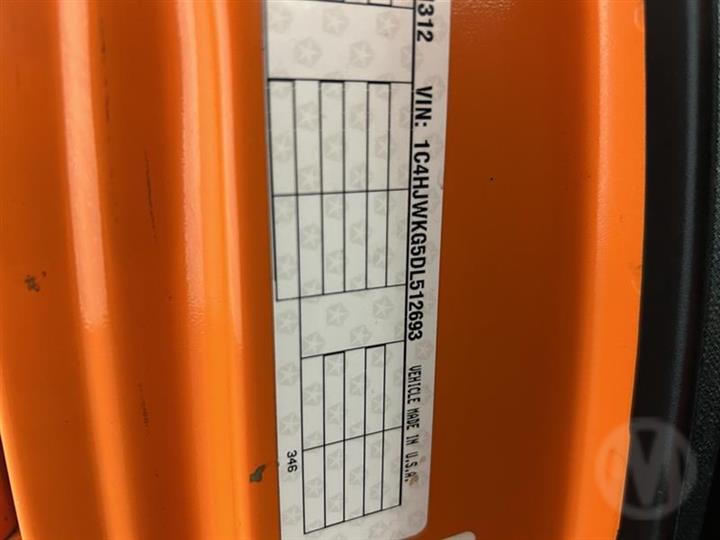 312 VIN: 1C4HJWKG5DL512693 VEHICLE MADE IN U.S.A.
346